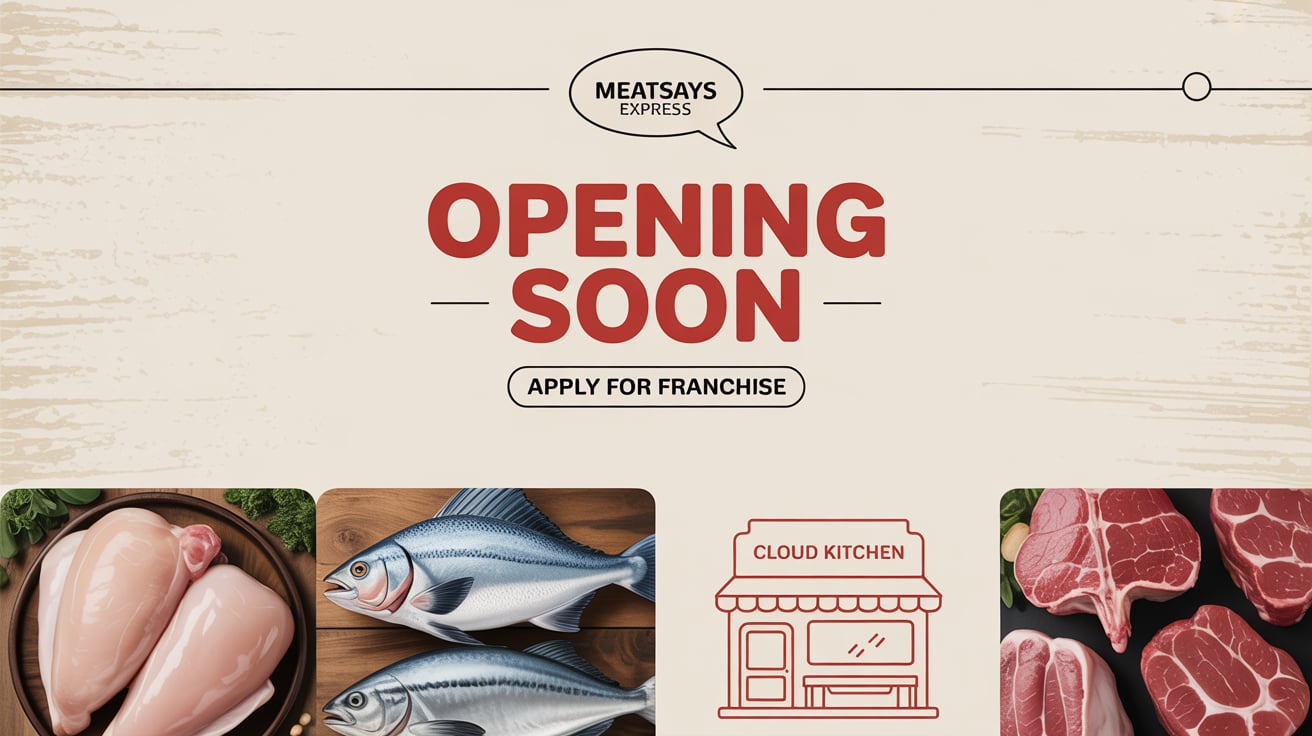 MEATSAYS
EXPRESS
OPENING
SOON
APPLY FOR FRANCHISE
CLOUD KITCHEN